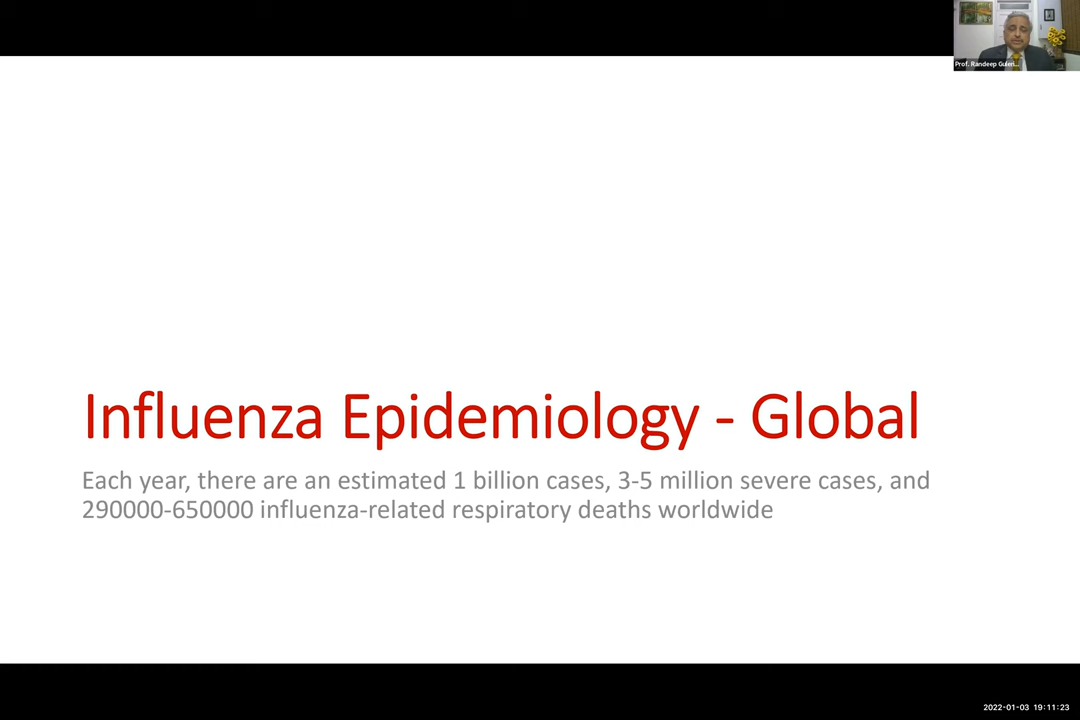 Prof. Randeep Guleri...
Influenza Epidemiology - Global
Each year, there are an estimated 1 billion cases, 3-5 million severe cases, and
290000-650000 influenza-related respiratory deaths worldwide
2022-01-03 19:11:23